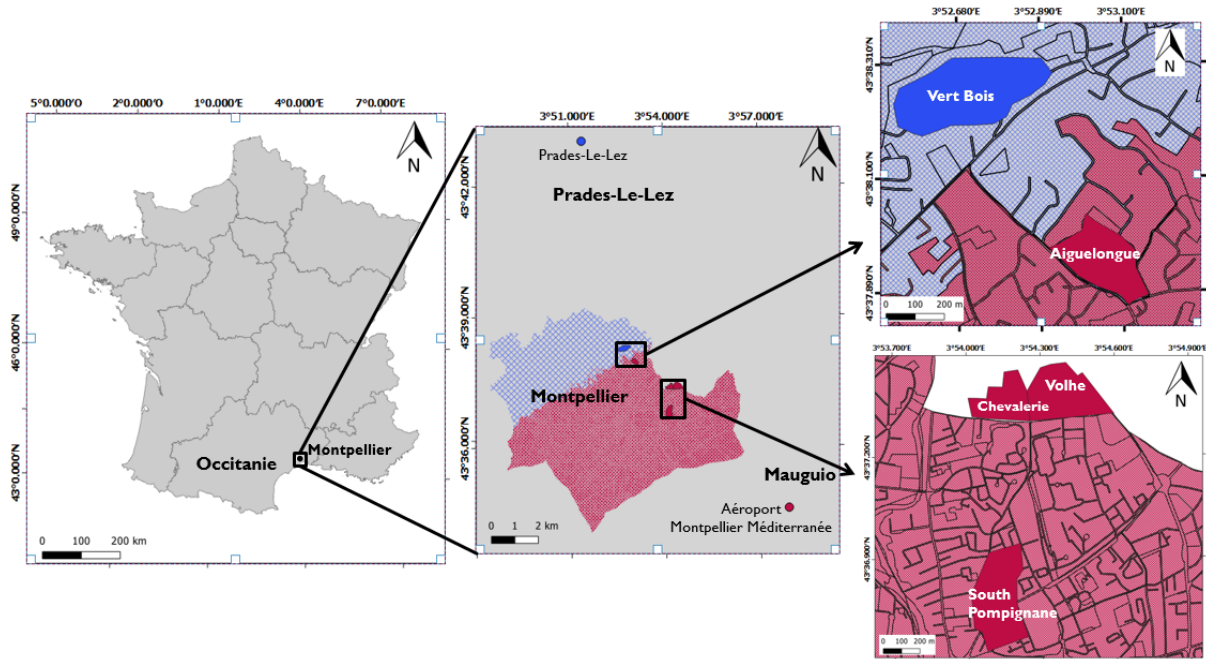 5°0.000'E 2°0.000'E 1°0.000'E 4°0.000'E 7°0.000'E
49°0.000'N
46°0.000'N
43°0.000'N
N
Occitanie
Montpellier
0 100 200 km
3°51.000'E 3°54.000'E 3°57.000'E
43°42.000'N
43°39.000'N
43°36.000'N
N
Prades-Le-Lez
Prades-Le-Lez
Montpellier
Mauguio
Aéroport
Montpellier Méditerranée
0 1 2 km
3°52.680'E 3°52.890'E 3°53.100'E
43°38.310'N
43°38.100'N
43°37.890'N
N
Vert Bois
Aiguelongue
0 100 200 m
3°53.700'E 3°54.000'E 3°54.300'E 3°54.600'E 3°54.900'E
43°37.200'N
43°36.900'N
N
Volhe
Chevalerie
South
Pompignane
0 100 200 m